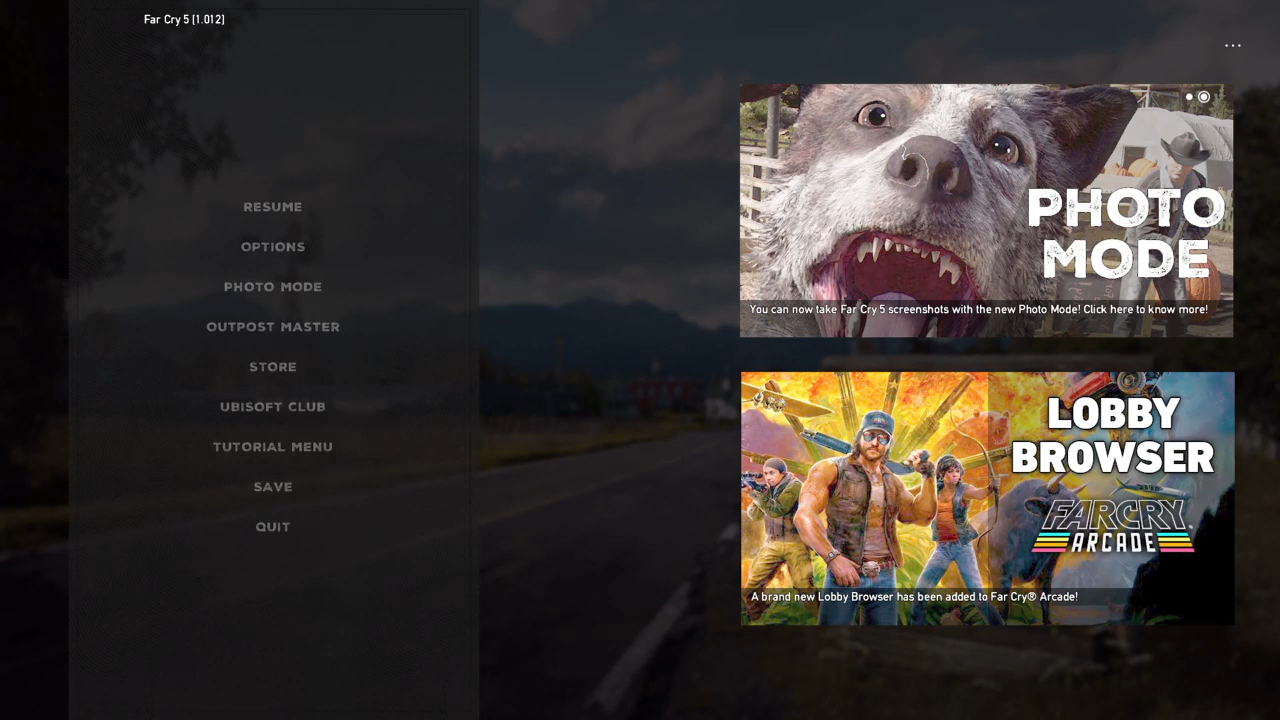 Far Cry 5 [1.012]
RESUME
OPTIONS
PHOTO MODE
OUTPOST MASTER
STORE
UBISOFT CLUB
TUTORIAL MENU
SAVE
QUIT
PHOTO
MODE
You can now take Far Cry 5 screenshots with the new Photo Mode! Click here to know more!
LOBBY
BROWSER
FARCRY
ARCADE
A brand new Lobby Browser has been added to Far Cry® Arcade!